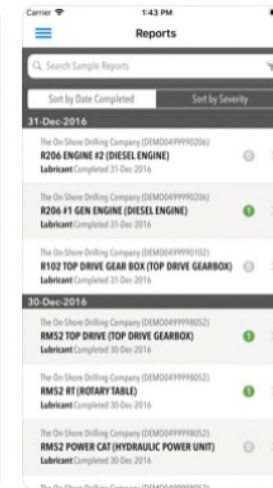 Carrier 1:43 PM
Reports
Search Sample Reports
Sort by Date Completed Sort by Severity
31-Dec-2016
The On-Shore Drilling Company (DEMO0499990206)
R206 ENGINE #2 (DIESEL ENGINE)
0
Lubricant Completed 31-Dec-2016
The On-Shore Drilling Company (DEMO0499990206)
R206 #1 GEN ENGINE (DIESEL ENGINE)
1
Lubricant Completed 31-Dec-2016
The On-Shore Drilling Company (DEMO0499990102)
R102 TOP DRIVE GEAR BOX (TOP DRIVE GEARBOX)
0
Lubricant Completed 31-Dec-2016
30-Dec-2016
The On-Shore Drilling Company (DEMO0499998052)
RM52 TOP DRIVE (TOP DRIVE GEARBOX)
1
Lubricant Completed 30-Dec-2016
The On-Shore Drilling Company (DEMO0499998052)
RM52 RT (ROTARY TABLE)
1
Lubricant Completed 30-Dec-2016
The On-Shore Drilling Company (DEMO0499998052)
RM52 POWER CAT (HYDRAULIC POWER UNIT)
0
Lubricant Completed 30-Dec-2016